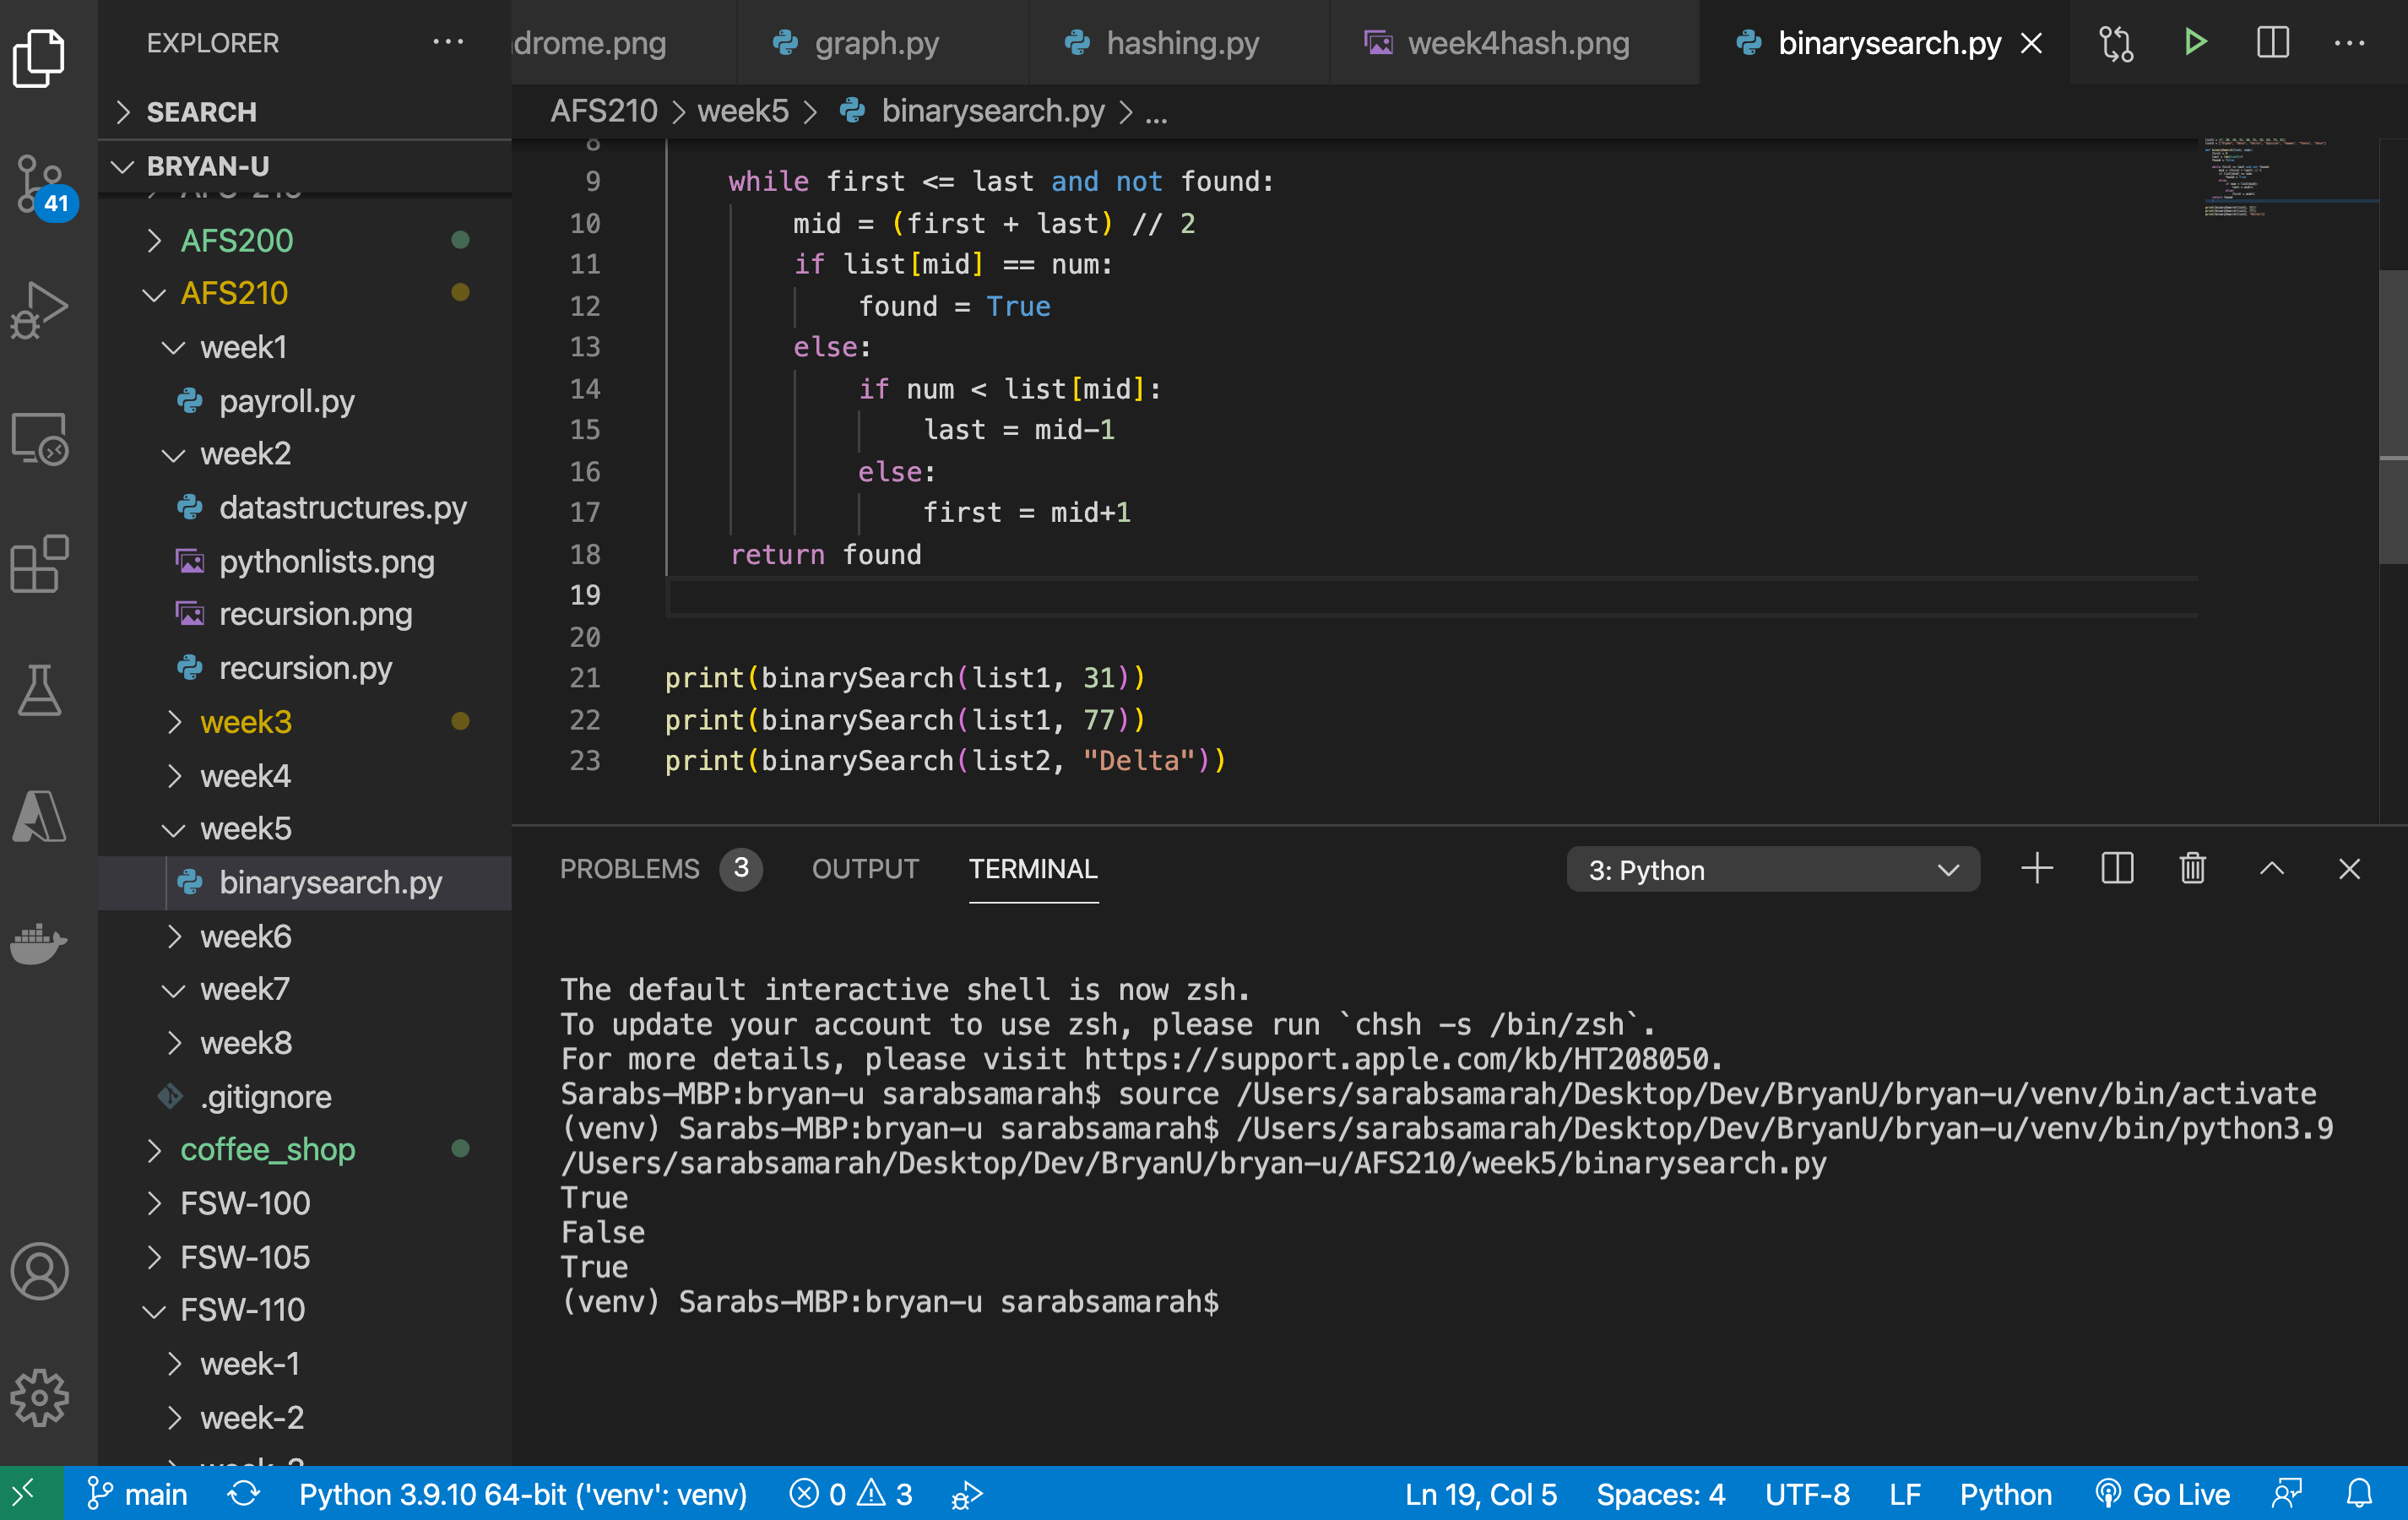 EXPLORER
SEARCH
BRYAN-U
41
AFS200
AFS210
week1
payroll.py
week2
datastructures.py
pythonlists.png
recursion.png
recursion.py
week3
week4
week5
binarysearch.py
week6
week7
week8
.gitignore
coffee_shop
FSW-100
FSW-105
FSW-110
week-1
week-2
drome.png
graph.py
hashing.py
week4hash.png
binarysearch.py
AFS210 > week5 > binarysearch.py > ...
8
9 while first <= last and not found:
10 mid = (first + last) // 2
11 if list[mid] == num:
12 found = True
13 else:
14 if num < list[mid]:
15 last = mid-1
16 else:
17 first = mid+1
18 return found
19
20
21 print(binarySearch(list1, 31))
22 print(binarySearch(list1, 77))
23 print(binarySearch(list2, "Delta"))
PROBLEMS 3 OUTPUT TERMINAL 3: Python
The default interactive shell is now zsh.
To update your account to use zsh, please run `chsh -s /bin/zsh`.
For more details, please visit https://support.apple.com/kb/HT208050.
Sarabs-MBP:bryan-u sarabsamarah$ source /Users/sarabsamarah/Desktop/Dev/BryanU/bryan-u/venv/bin/activate
(venv) Sarabs-MBP:bryan-u sarabsamarah$ /Users/sarabsamarah/Desktop/Dev/BryanU/bryan-u/venv/bin/python3.9
/Users/sarabsamarah/Desktop/Dev/BryanU/bryan-u/AFS210/week5/binarysearch.py
True
False
True
(venv) Sarabs-MBP:bryan-u sarabsamarah$
main Python 3.9.10 64-bit ('venv': venv) 0 3 Ln 19, Col 5 Spaces: 4 UTF-8 LF Python Go Live